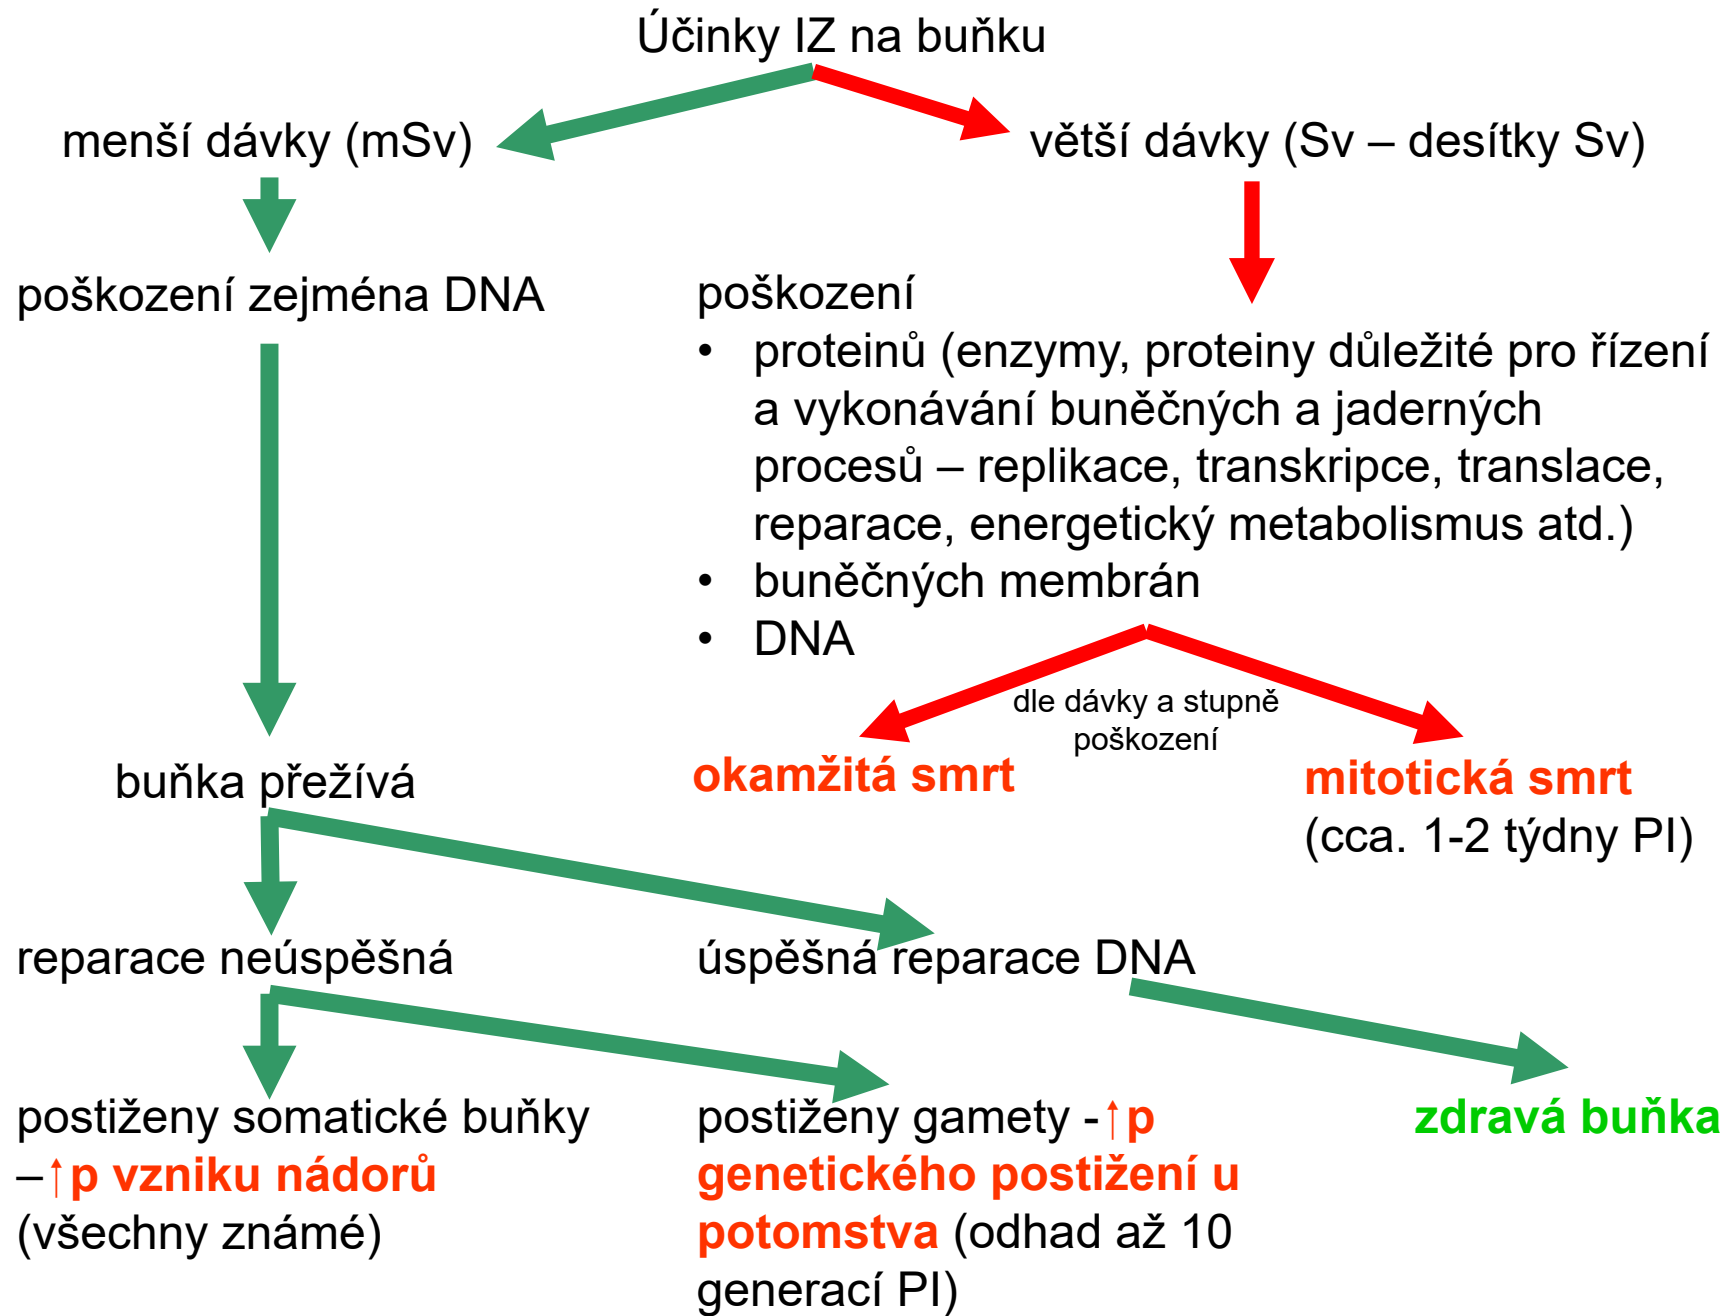 Účinky IZ na buňku
menší dávky (mSv)
větší dávky (Sv – desítky Sv)
poškození zejména DNA
poškození
• proteinů (enzymy, proteiny důležité pro řízení
a vykonávání buněčných a jaderných
procesů – replikace, transkripce, translace,
reparace, energetický metabolismus atd.)
• buněčných membrán
• DNA
dle dávky a stupně
poškození
buňka přežívá
okamžitá smrt
mitotická smrt
(cca. 1-2 týdny PI)
reparace neúspěšná
úspěšná reparace DNA
postiženy somatické buňky
–↑p vzniku nádorů
(všechny známé)
postiženy gamety -↑p
genetického postižení u
potomstva (odhad až 10
generací PI)
zdravá buňka